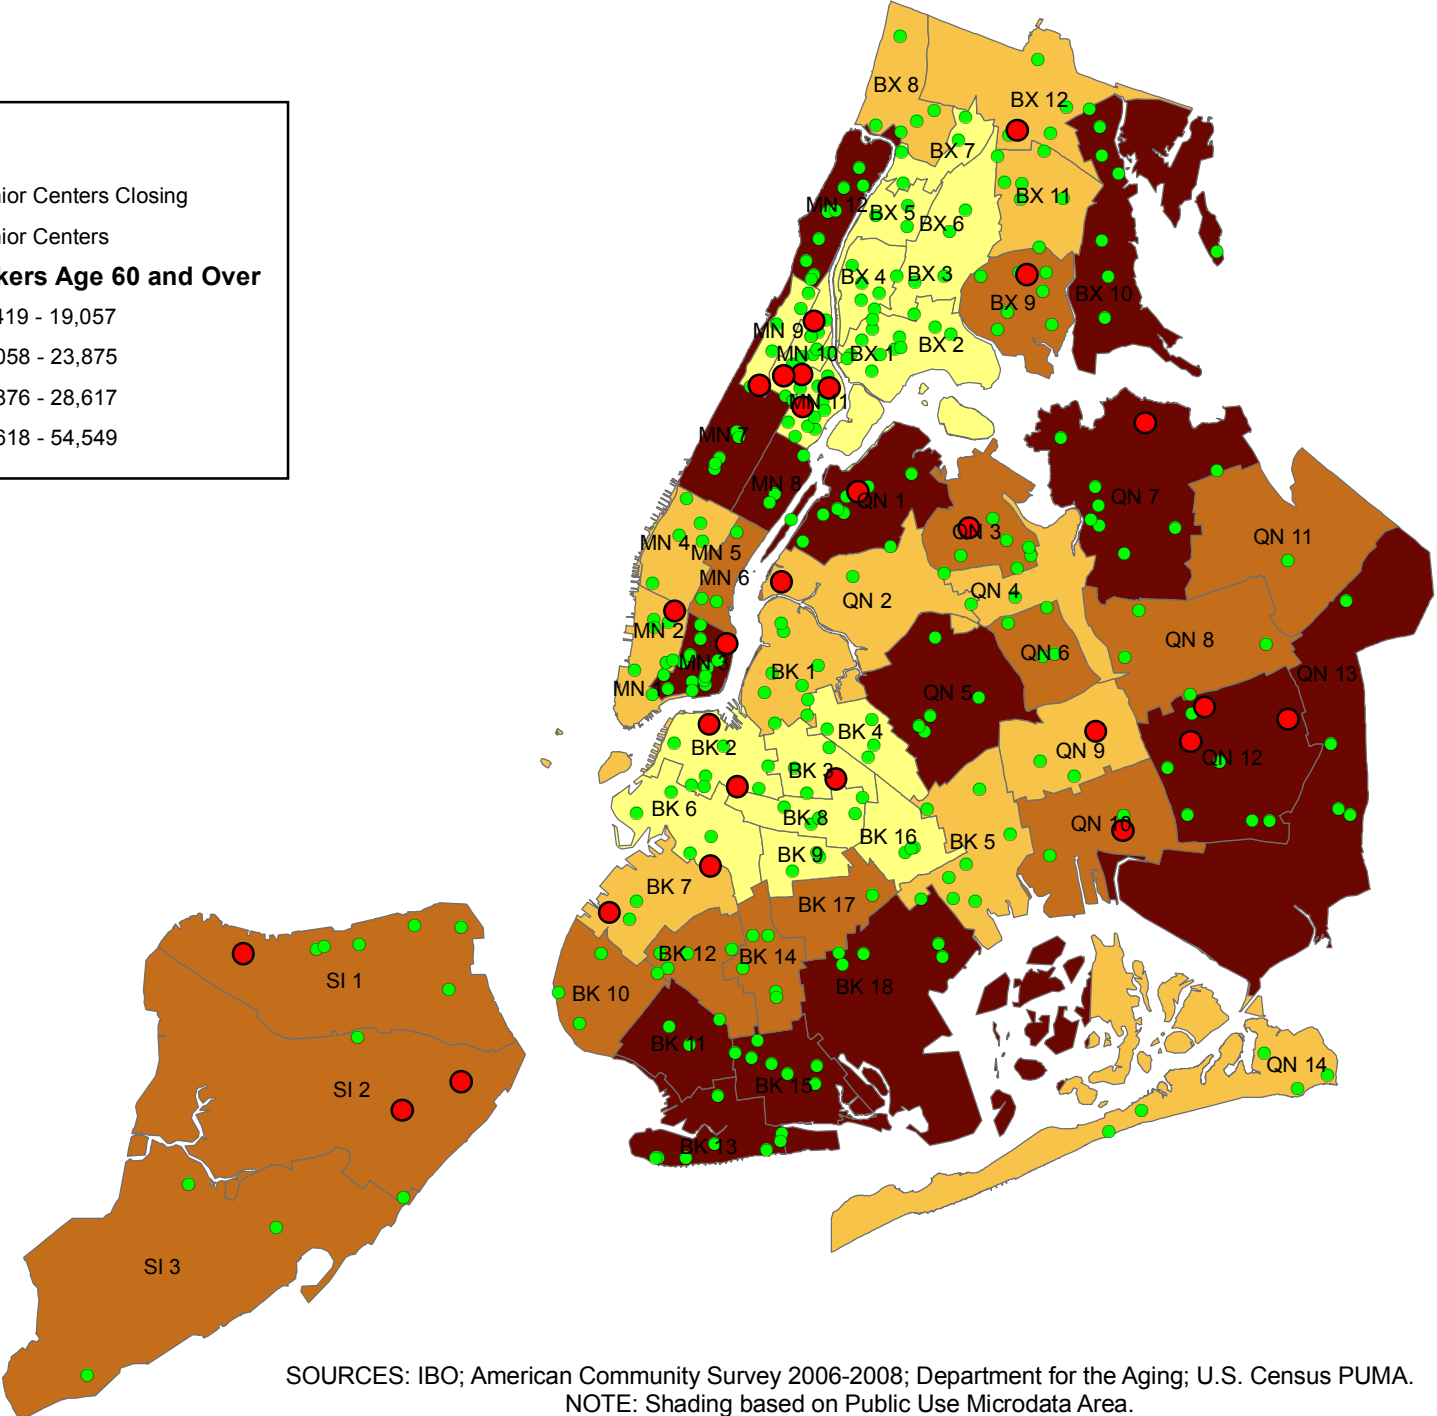 nior Centers Closing
nior Centers
kers Age 60 and Over
419 - 19,057
058 - 23,875
376 - 28,617
618 - 54,549
BX 8
BX 12
BX 7
BX 11
MN 12
BX 5
BX 6
BX 4
BX 3
BX 9
BX 10
MN 9
MN 10
BX 1
BX 2
MN 11
MN 7
MN 8
QN 1
QN 7
QN 3
QN 11
MN 4
MN 5
MN 6
QN 2
QN 4
MN 2
MN 3
QN 6
QN 8
BK 1
QN 13
MN
QN 5
BK 2
BK 4
QN 9
QN 12
BK 3
BK 6
BK 8
BK 16
BK 5
QN 10
BK 9
BK 7
BK 17
BK 12
BK 14
SI 1
BK 10
BK 18
BK 11
QN 14
SI 2
BK 15
BK 13
SI 3
SOURCES: IBO; American Community Survey 2006-2008; Department for the Aging; U.S. Census PUMA.
NOTE: Shading based on Public Use Microdata Area.